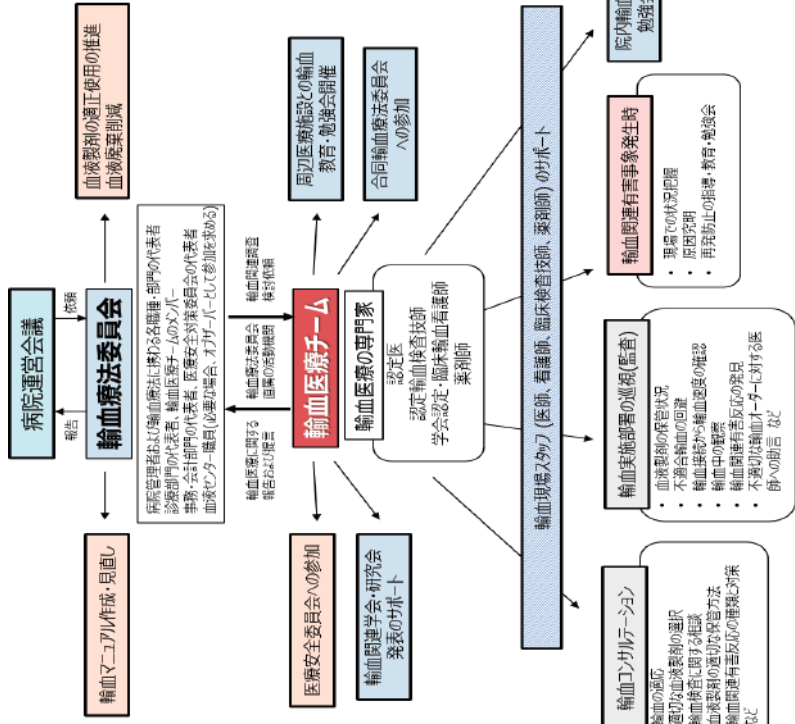 病院運営会議
報告
依頼
輸血療法委員会
輸血マニュアル作成・見直し
血液製剤の適正使用の推進
血液廃棄削減
病院管理者および輸血療法に携わる各職種・部門の代表者
診療部門の代表者、輸血医療チームのメンバー
事務・会計部門の代表者、医療安全対策委員会の代表者
血液センター職員(必要な場合、オブザーバーとして参加を求める)
輸血医療に関する
報告および提言
輸血療法委員会
直属の活動機関
輸血関連調査
検討依頼
医療安全委員会への参加
輸血関連学会・研究会
発表のサポート
輸血医療チーム
輸血医療の専門家
認定医
認定輸血検査技師
学会認定・臨床輸血看護師
薬剤師
周辺医療施設との輸血
教育・勉強会開催
合同輸血療法委員会
への参加
輸血現場スタッフ (医師、看護師、臨床検査技師、薬剤師) のサポート
輸血コンサルテーション
輸血の適応
適切な血液製剤の選択
輸血検査に関する相談
血液製剤の適切な保管方法
輸血関連有害反応の種類と対策
など
輸血実施部署の巡視(監査)
• 血液製剤の保管状況
• 不適合輸血の回避
• 輸血接続から輸血速度の確認
• 輸血中の観察
• 輸血関連有害反応の発見
• 不適切な輸血オーダーに対する医
師への助言 など
輸血関連有害事象発生時
• 現場での状況把握
• 原因究明
• 再発防止の指導・教育・勉強会
院内輸血
勉強会